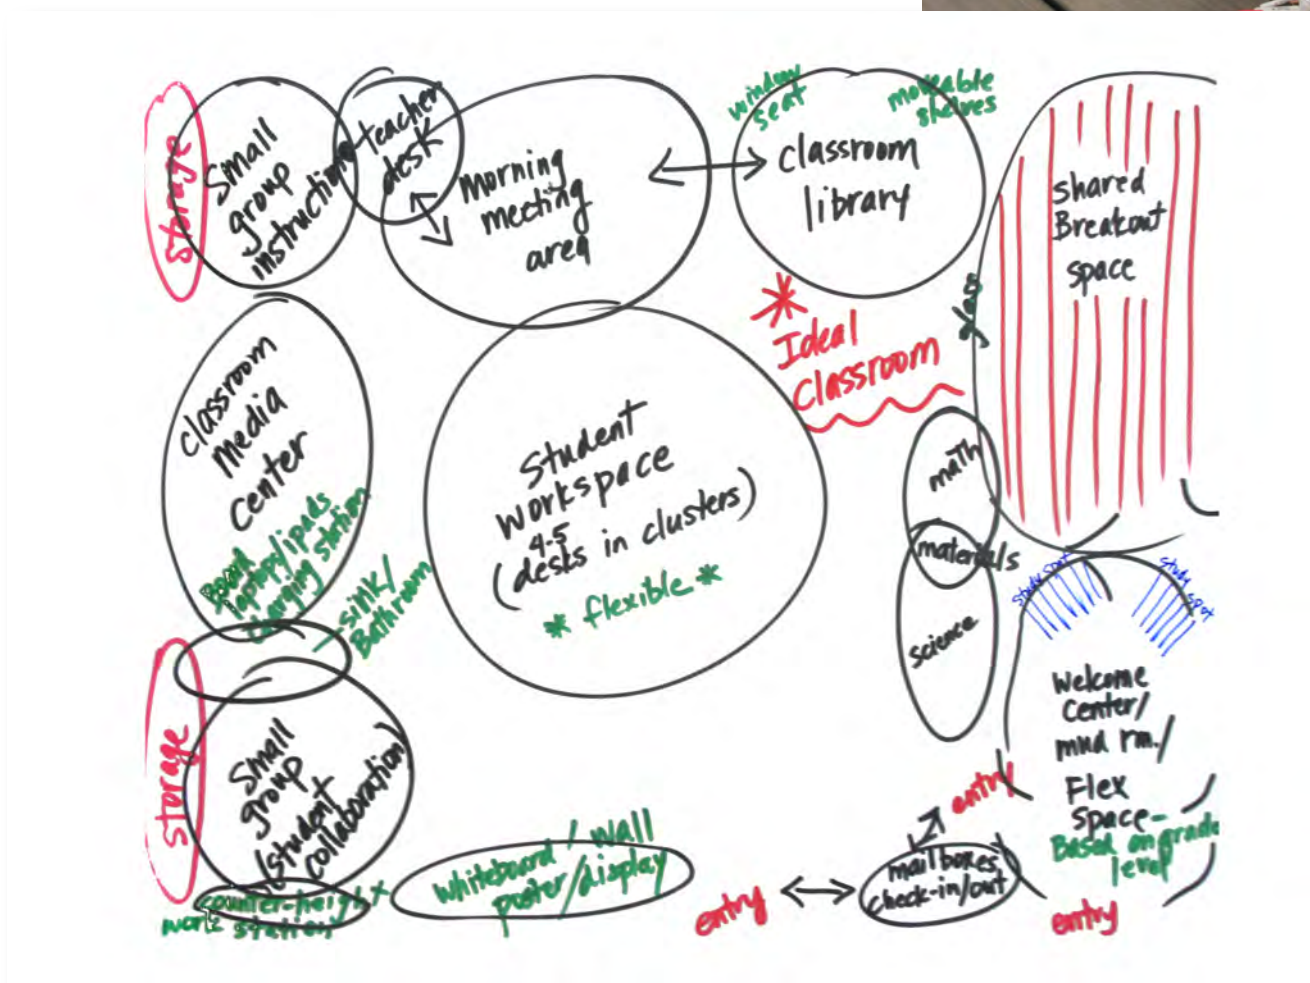 storage
Small
group
instruction
teacher
desk
Morning
meeting
area
window
seat
moveable
shelves
classroom
library
shared
Breakout
space
glass
* Ideal
Classroom
classroom
media
center
Board
laptop/ipads
charging station
-sink/
Bathroom
Student
workspace
4-5
(desks in clusters)
* flexible *
math
materials
science
study spot
study spot
Welcome
Center/
mud rm./
Flex
Space-
Based on grade
level
entry
storage
small
group
(student
collaboration)
counter-height
work station
whiteboard / wall
poster/display
entry
mailboxes
check-in/out
entry